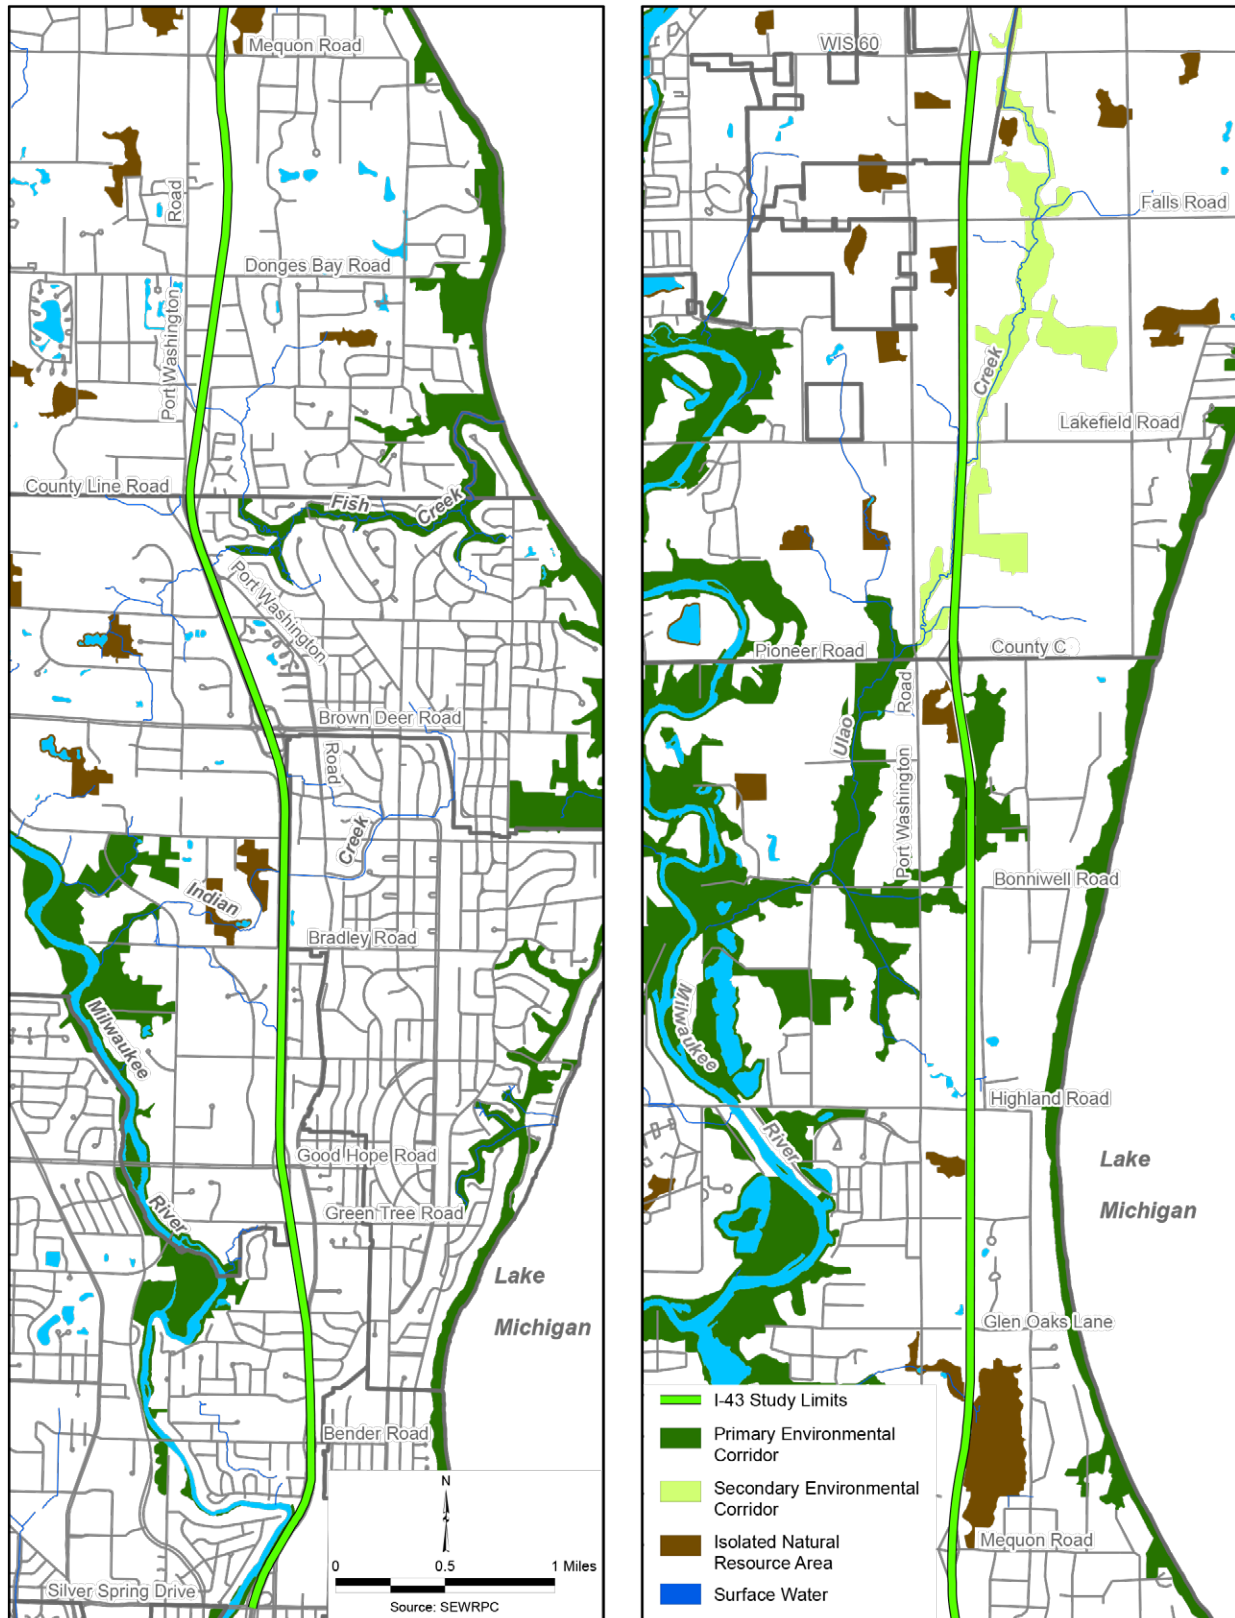 Mequon Road
Port Washington
Road
Donges Bay Road
County Line Road
Fish
Creek
Port Washington
Road
Brown Deer Road
Creek
Indian
Bradley Road
Milwaukee
River
Good Hope Road
Green Tree Road
Lake
Michigan
Bender Road
Silver Spring Drive
N
0 0.5 1 Miles
Source: SEWRPC
WIS 60
Falls Road
Creek
Lakefield Road
Pioneer Road
County C
Ulao
Port Washington
Road
Bonniwell Road
Milwaukee
River
Highland Road
Lake
Michigan
Glen Oaks Lane
Mequon Road
I-43 Study Limits
Primary Environmental
Corridor
Secondary Environmental
Corridor
Isolated Natural
Resource Area
Surface Water